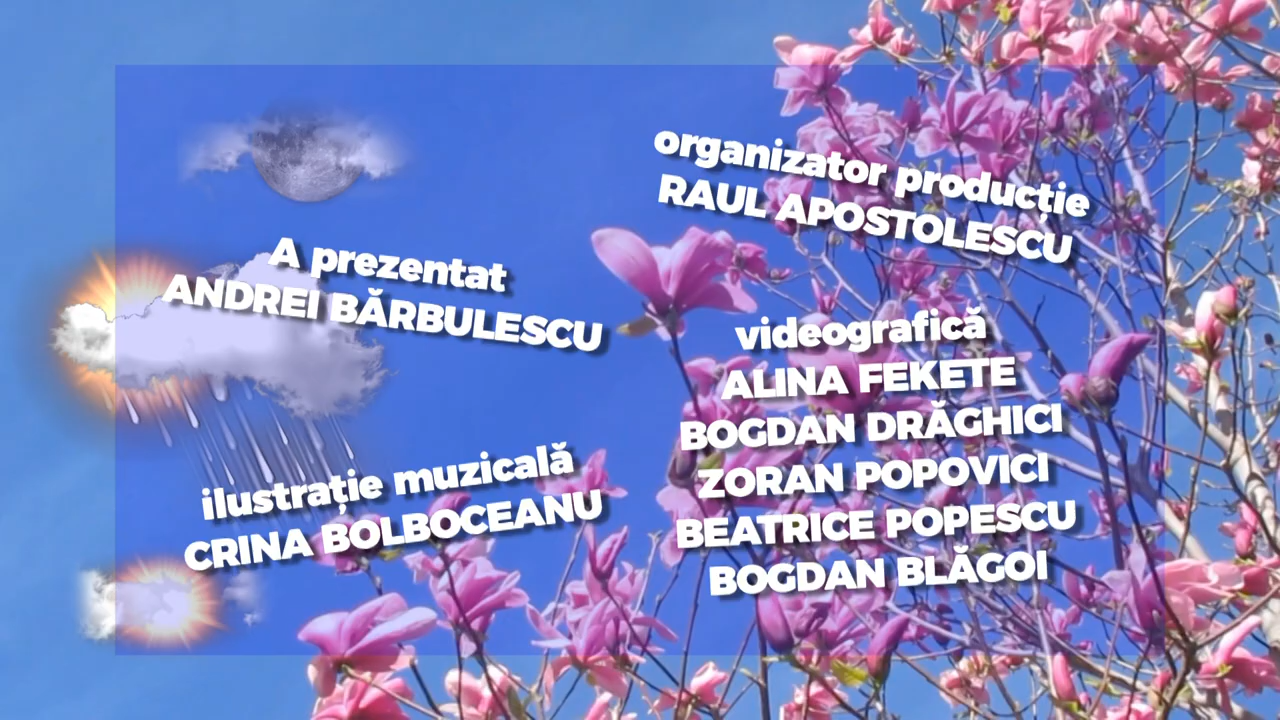 A prezentat
ANDREI BĂRBULESCU
ilustrație muzicală
CRINA BOLBOCEANU
organizator producție
RAUL APOSTOLESCU
videografică
ALINA FEKETE
BOGDAN DRĂGHICI
ZORAN POPOVICI
BEATRICE POPESCU
BOGDAN BLĂGOI